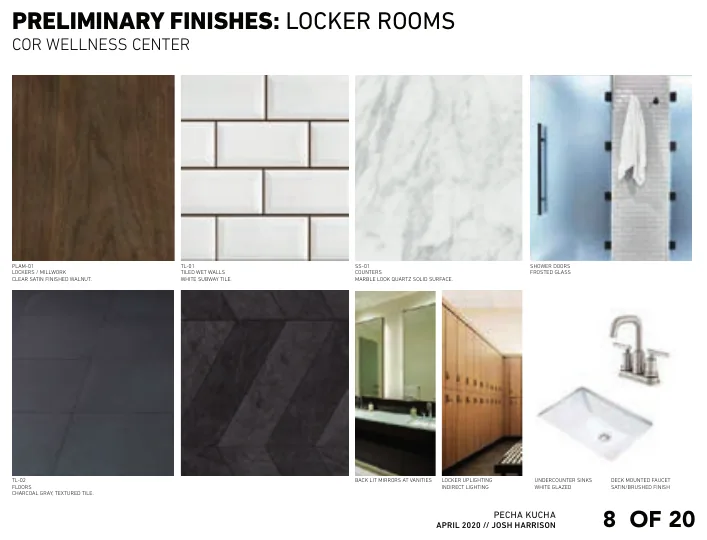 PRELIMINARY FINISHES: LOCKER ROOMS
COR WELLNESS CENTER
PLAM-01
LOCKERS / MILLWORK
CLEAR SATIN FINISHED WALNUT.
TL-01
TILED WET WALLS
WHITE SUBWAY TILE.
SS-01
COUNTERS
MARBLE LOOK QUARTZ SOLID SURFACE.
SHOWER DOORS
FROSTED GLASS
TL-02
FLOORS
CHARCOAL GRAY, TEXTURED TILE.
BACK LIT MIRRORS AT VANITIES
LOCKER UPLIGHTING
INDIRECT LIGHTING
UNDERCOUNTER SINKS
WHITE GLAZED
DECK MOUNTED FAUCET
SATIN/BRUSHED FINISH
PECHA KUCHA
APRIL 2020 // JOSH HARRISON
8 OF 20